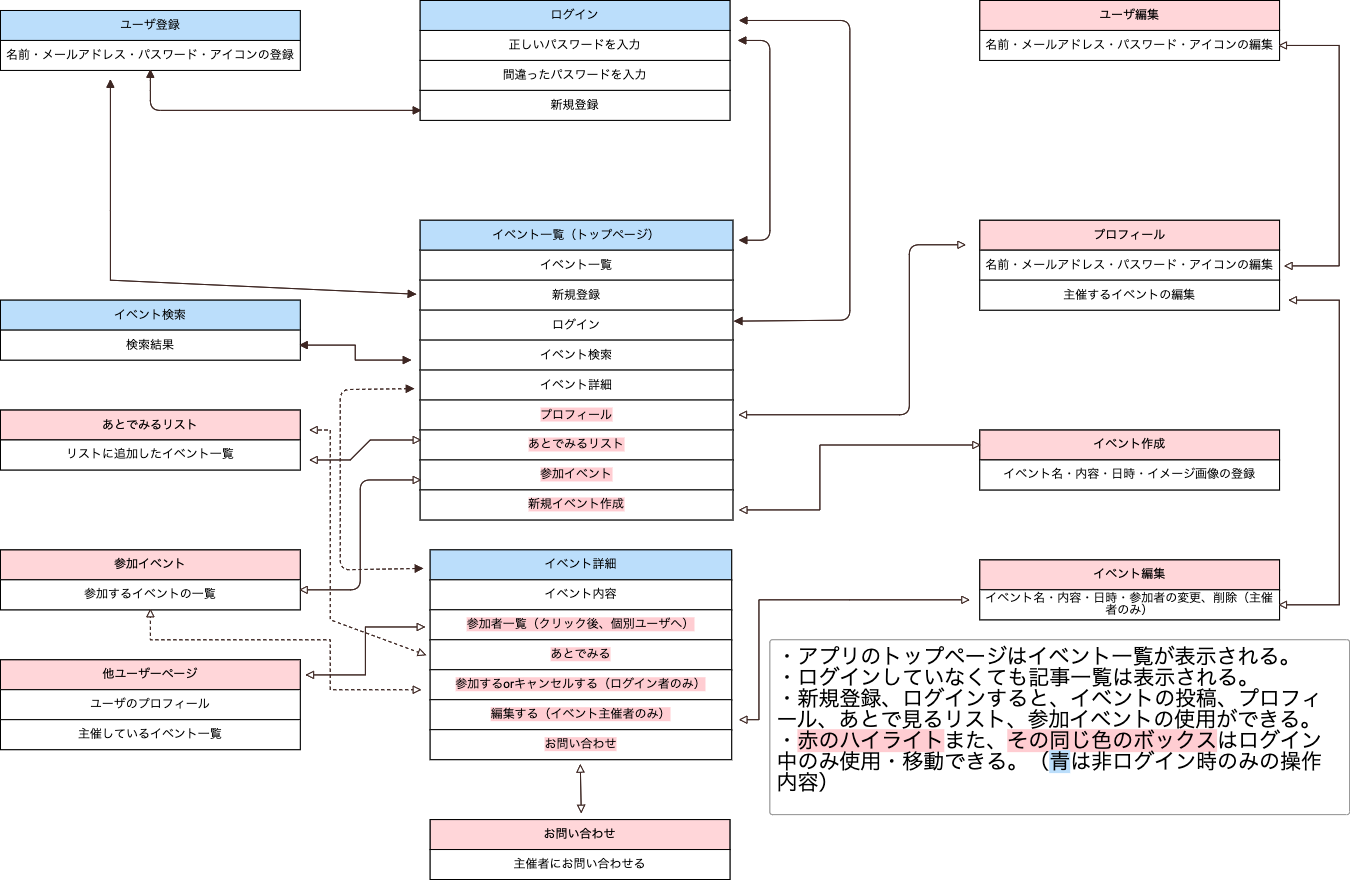 ユーザ登録
名前・メールアドレス・パスワード・アイコンの登録
ログイン
正しいパスワードを入力
間違ったパスワードを入力
新規登録
ユーザ編集
名前・メールアドレス・パスワード・アイコンの編集
イベント一覧（トップページ）
イベント一覧
新規登録
ログイン
イベント検索
イベント詳細
プロフィール
あとでみるリスト
参加イベント
新規イベント作成
プロフィール
名前・メールアドレス・パスワード・アイコンの編集
主催するイベントの編集
イベント検索
検索結果
あとでみるリスト
リストに追加したイベント一覧
イベント作成
イベント名・内容・日時・イメージ画像の登録
参加イベント
参加するイベントの一覧
イベント詳細
イベント内容
参加者一覧（クリック後、個別ユーザへ）
あとでみる
参加するorキャンセルする（ログイン者のみ）
編集する（イベント主催者のみ）
お問い合わせ
イベント編集
イベント名・内容・日時・参加者の変更、削除（主催
者のみ）
他ユーザーページ
ユーザのプロフィール
主催しているイベント一覧
・アプリのトップページはイベント一覧が表示される。
・ログインしていなくても記事一覧は表示される。
・新規登録、ログインすると、イベントの投稿、プロフィ
ール、あとで見るリスト、参加イベントの使用ができる。
・赤のハイライトまた、その同じ色のボックスはログイン
中のみ使用・移動できる。（青は非ログイン時のみの操作
内容）
お問い合わせ
主催者にお問い合わせる